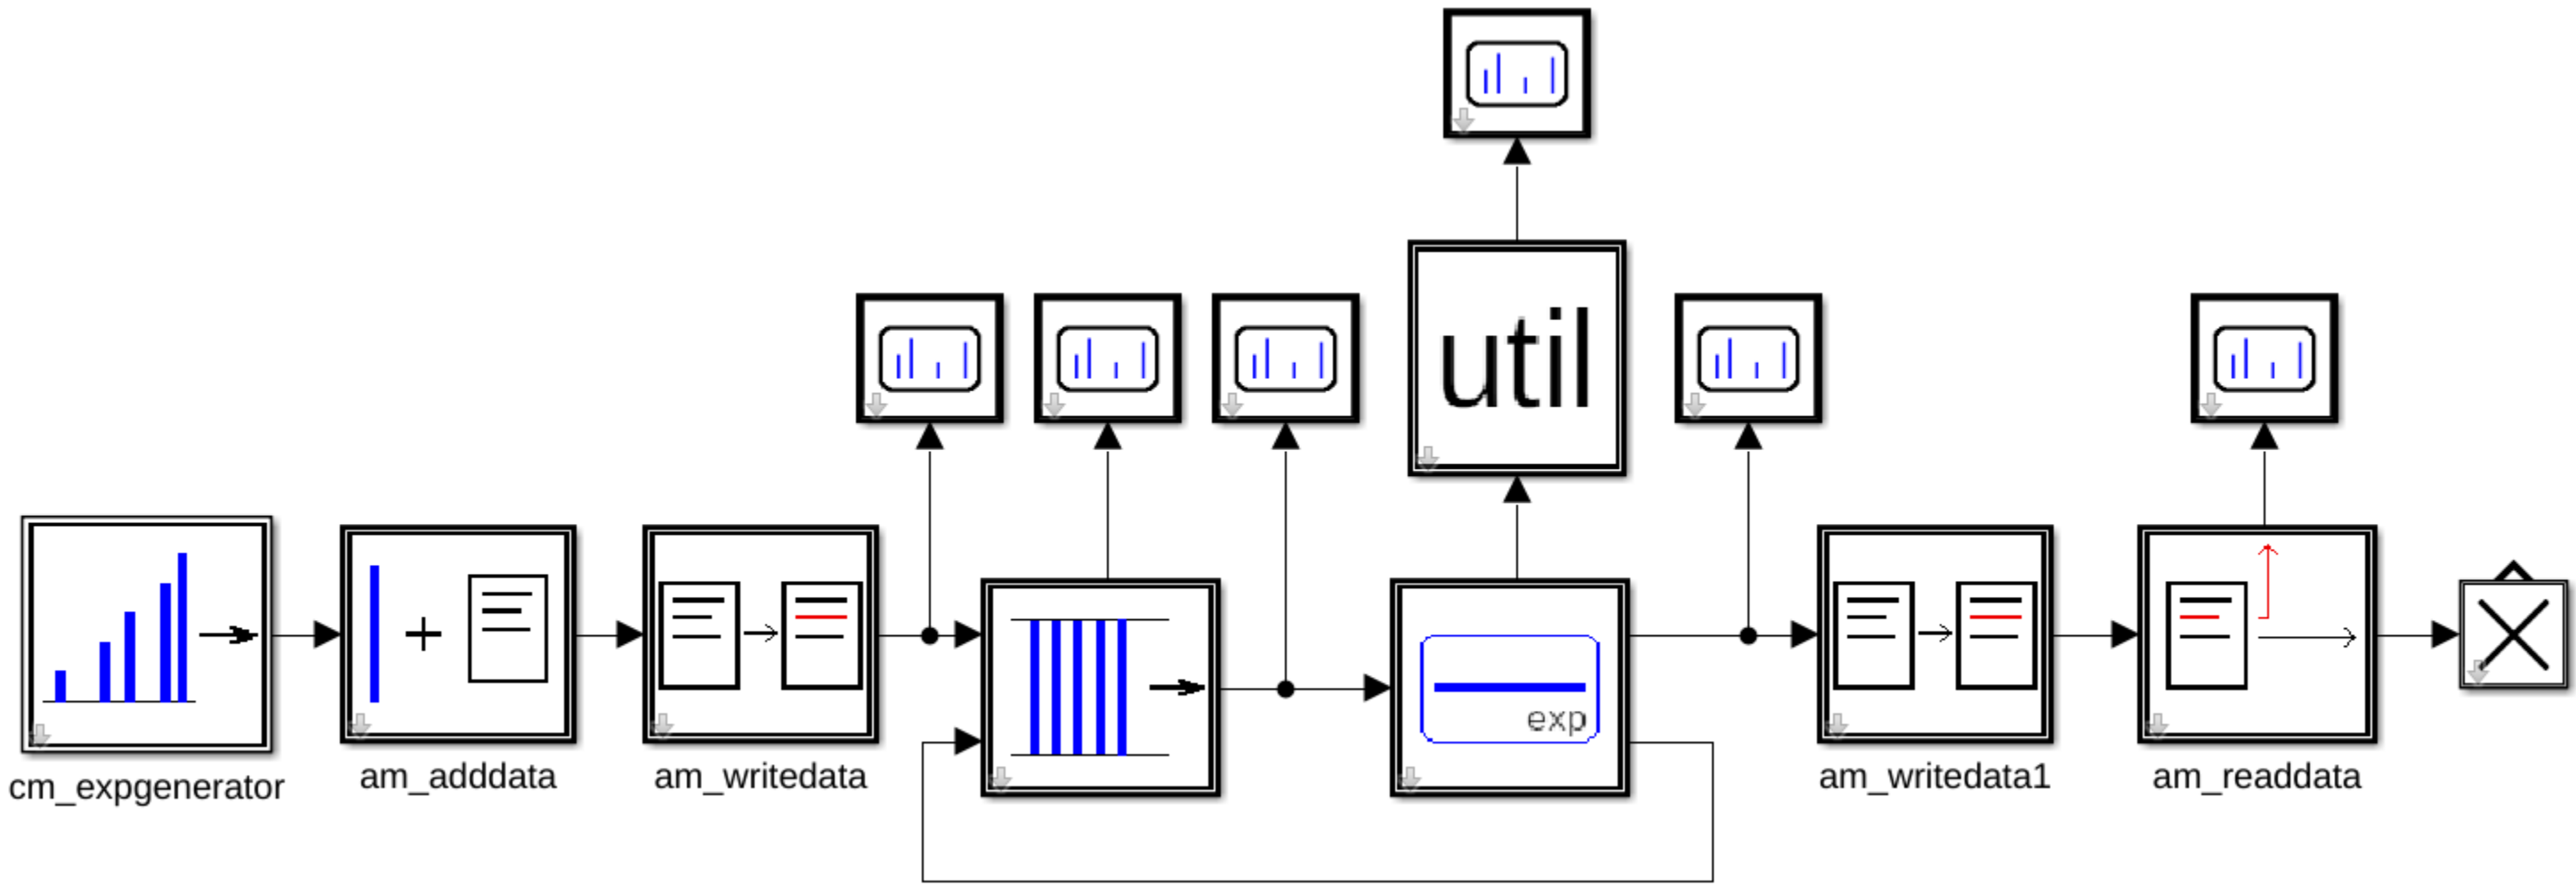 util
exp
cm_expgenerator
am_adddata
am_writedata
am_writedata1
am_readdata